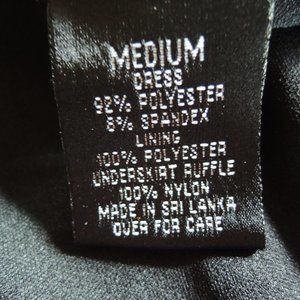 MEDIUM
DRESS
92% POLYESTER
8% SPANDEX
LINING
100% POLYESTER
UNDERSKIRT RUFFLE
100% NYLON
MADE IN SRI LANKA
OVER FOR CARE